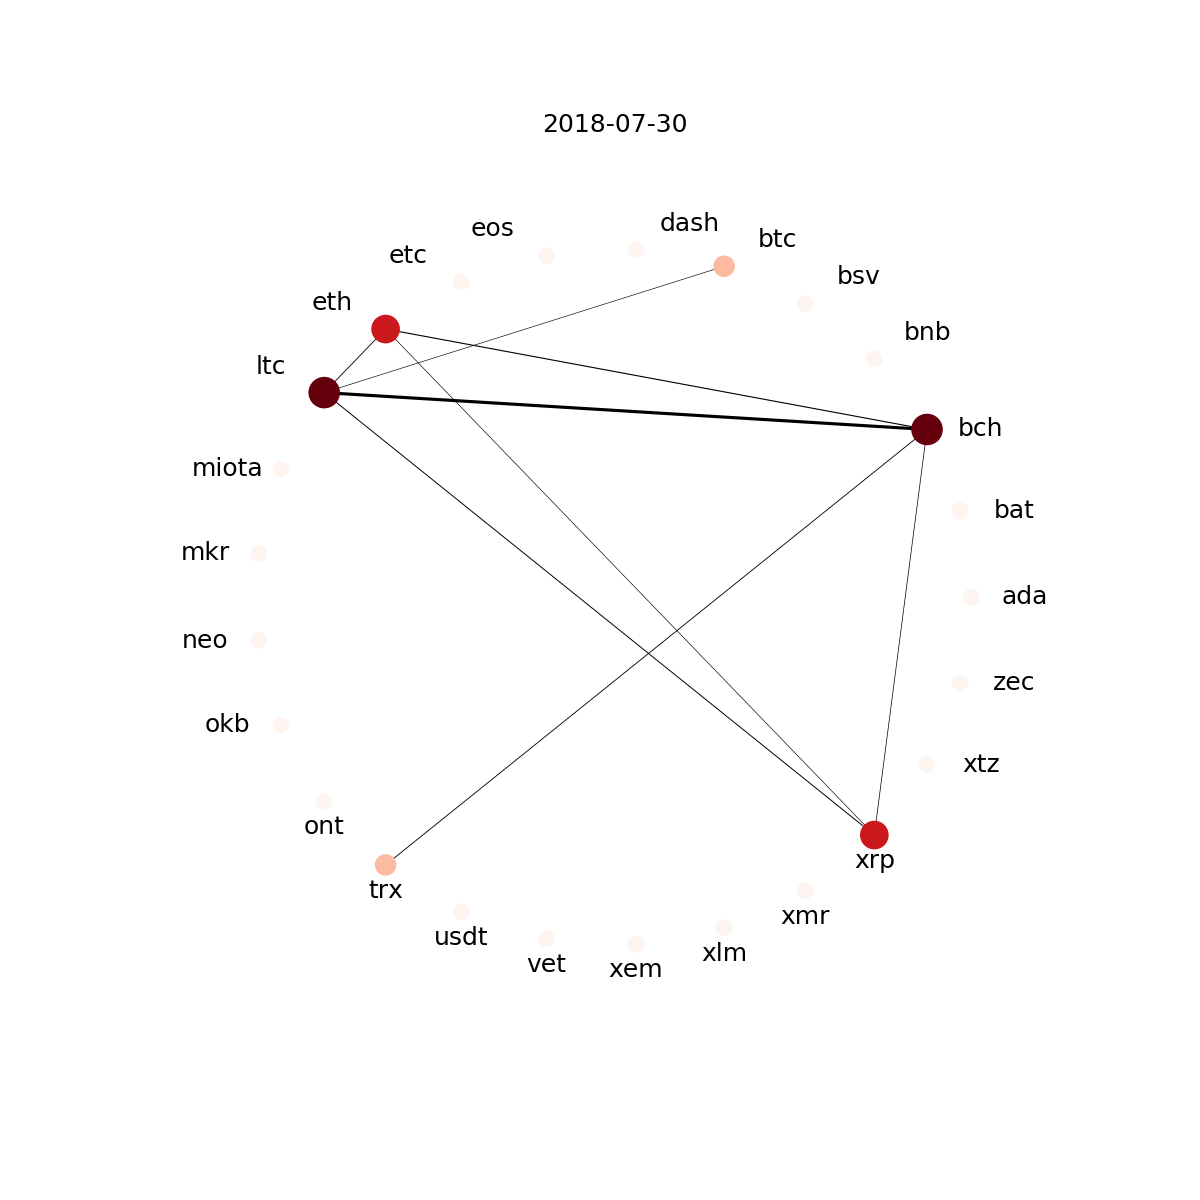 2018-07-30
dash
eos
btc
etc
bsv
eth
bnb
ltc
bch
miota
bat
mkr
ada
neo
zec
okb
xtz
ont
xrp
trx
xmr
usdt
xlm
vet
xem